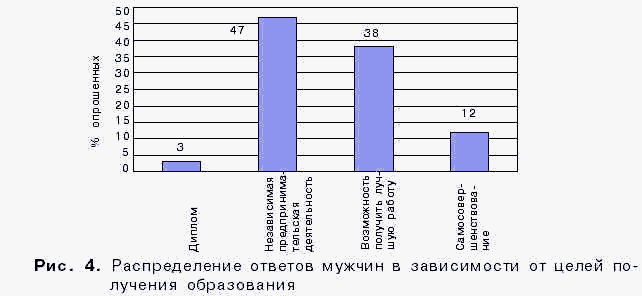 50
45
40
35
30
25
20
15
10
5
0
% опрошенных
3
47
38
12
Диплом
Независимая
предпринима-
тельская
деятельность
Возможность
получить луч-
шую работу
Самосовер-
шенствова-
ние
Рис. 4. Распределение ответов мужчин в зависимости от целей по-
лучения образования